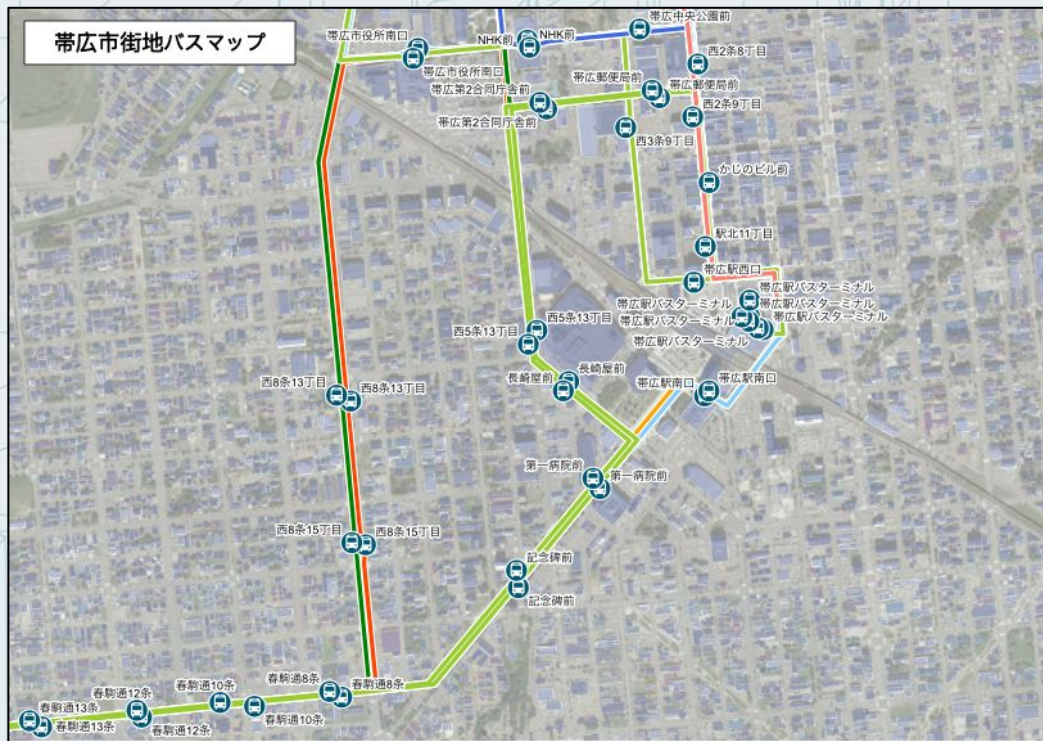 帯広市街地バスマップ
帯広中央公園前
帯広市役所南口
NHK前
NHK前
帯広市役所南口
西2条8丁目
帯広郵便局前
帯広郵便局前
帯広第2合同庁舎前
帯広第2合同庁舎前
西2条9丁目
西3条9丁目
かじのビル前
駅北11丁目
帯広駅西口
帯広駅バスターミナル
帯広駅バスターミナル
帯広駅バスターミナル
帯広駅バスターミナル
帯広駅バスターミナル
帯広駅バスターミナル
西5条13丁目
西5条13丁目
長崎屋前
長崎屋前
帯広駅南口
帯広駅南口
西8条13丁目
西8条13丁目
第一病院前
第一病院前
西8条15丁目
西8条15丁目
記念碑前
記念碑前
春駒通8条
春駒通8条
春駒通10条
春駒通10条
春駒通12条
春駒通12条
春駒通13条
春駒通13条